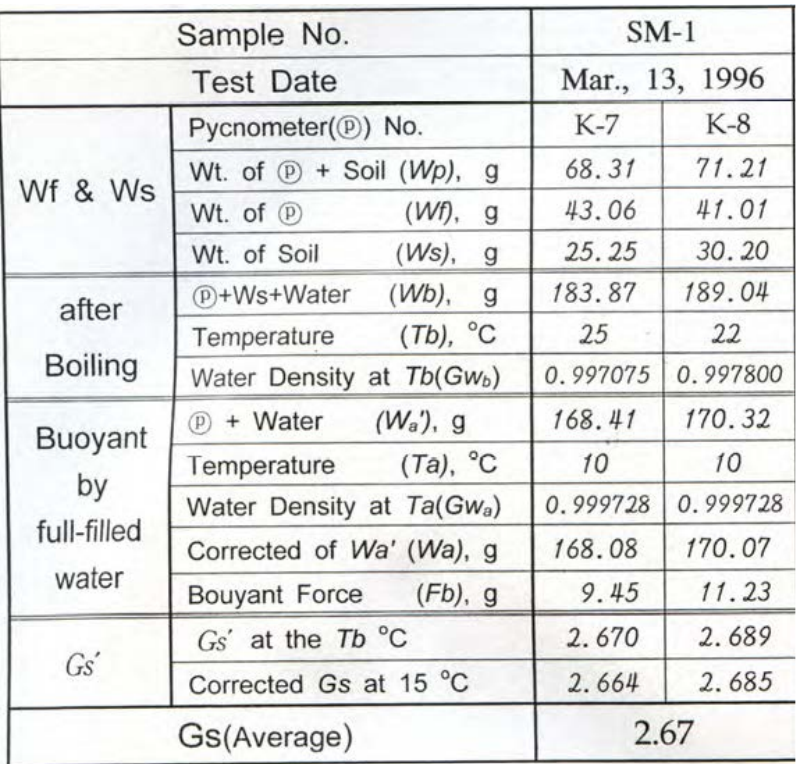 Sample No. SM-1
Test Date Mar., 13, 1996
Wf & Ws
Pycnometer(ⓟ) No. K-7 K-8
Wt. of ⓟ + Soil (Wp), g 68.31 71.21
Wt. of ⓟ (Wf), g 43.06 41.01
Wt. of Soil (Ws), g 25.25 30.20
after
Boiling
ⓟ+Ws+Water (Wb), g 183.87 189.04
Temperature (Tb), °C 25 22
Water Density at Tb(Gwb) 0.997075 0.997800
Buoyant
by
full-filled
water
ⓟ + Water (Wa'), g 168.41 170.32
Temperature (Ta), °C 10 10
Water Density at Ta(Gwa) 0.999728 0.999728
Corrected of Wa' (Wa), g 168.08 170.07
Bouyant Force (Fb), g 9.45 11.23
Gs'
Gs' at the Tb °C 2.670 2.689
Corrected Gs at 15 °C 2.664 2.685
Gs(Average) 2.67